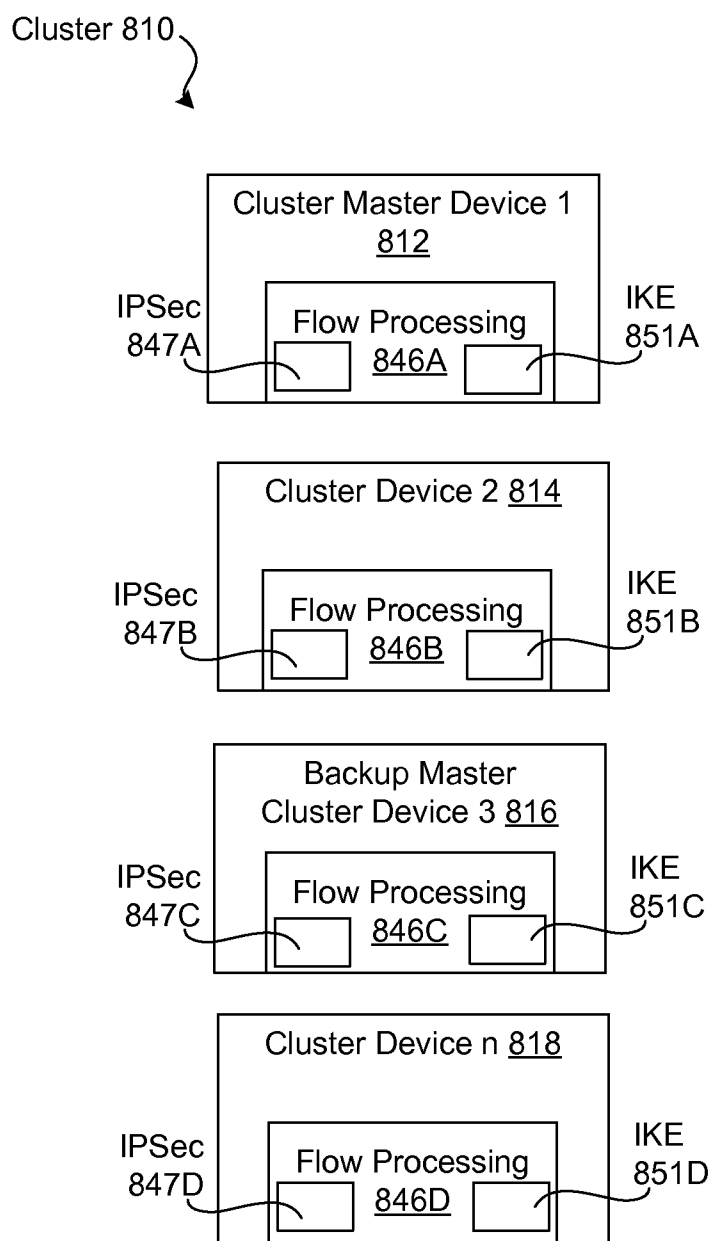 Cluster 810
Cluster Master Device 1
812
IPSec
847A
Flow Processing
846A
IKE
851A
Cluster Device 2 814
IPSec
847B
Flow Processing
846B
IKE
851B
Backup Master
Cluster Device 3 816
IPSec
847C
Flow Processing
846C
IKE
851C
Cluster Device n 818
IPSec
847D
Flow Processing
846D
IKE
851D